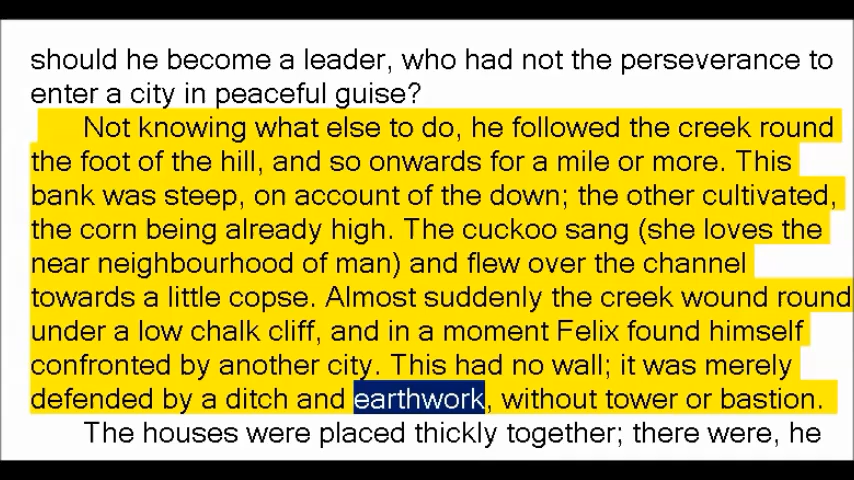 should he become a leader, who had not the perseverance to
enter a city in peaceful guise?
Not knowing what else to do, he followed the creek round
the foot of the hill, and so onwards for a mile or more. This
bank was steep, on account of the down; the other cultivated,
the corn being already high. The cuckoo sang (she loves the
near neighbourhood of man) and flew over the channel
towards a little copse. Almost suddenly the creek wound round
under a low chalk cliff, and in a moment Felix found himself
confronted by another city. This had no wall; it was merely
defended by a ditch and earthwork, without tower or bastion.
The houses were placed thickly together; there were, he